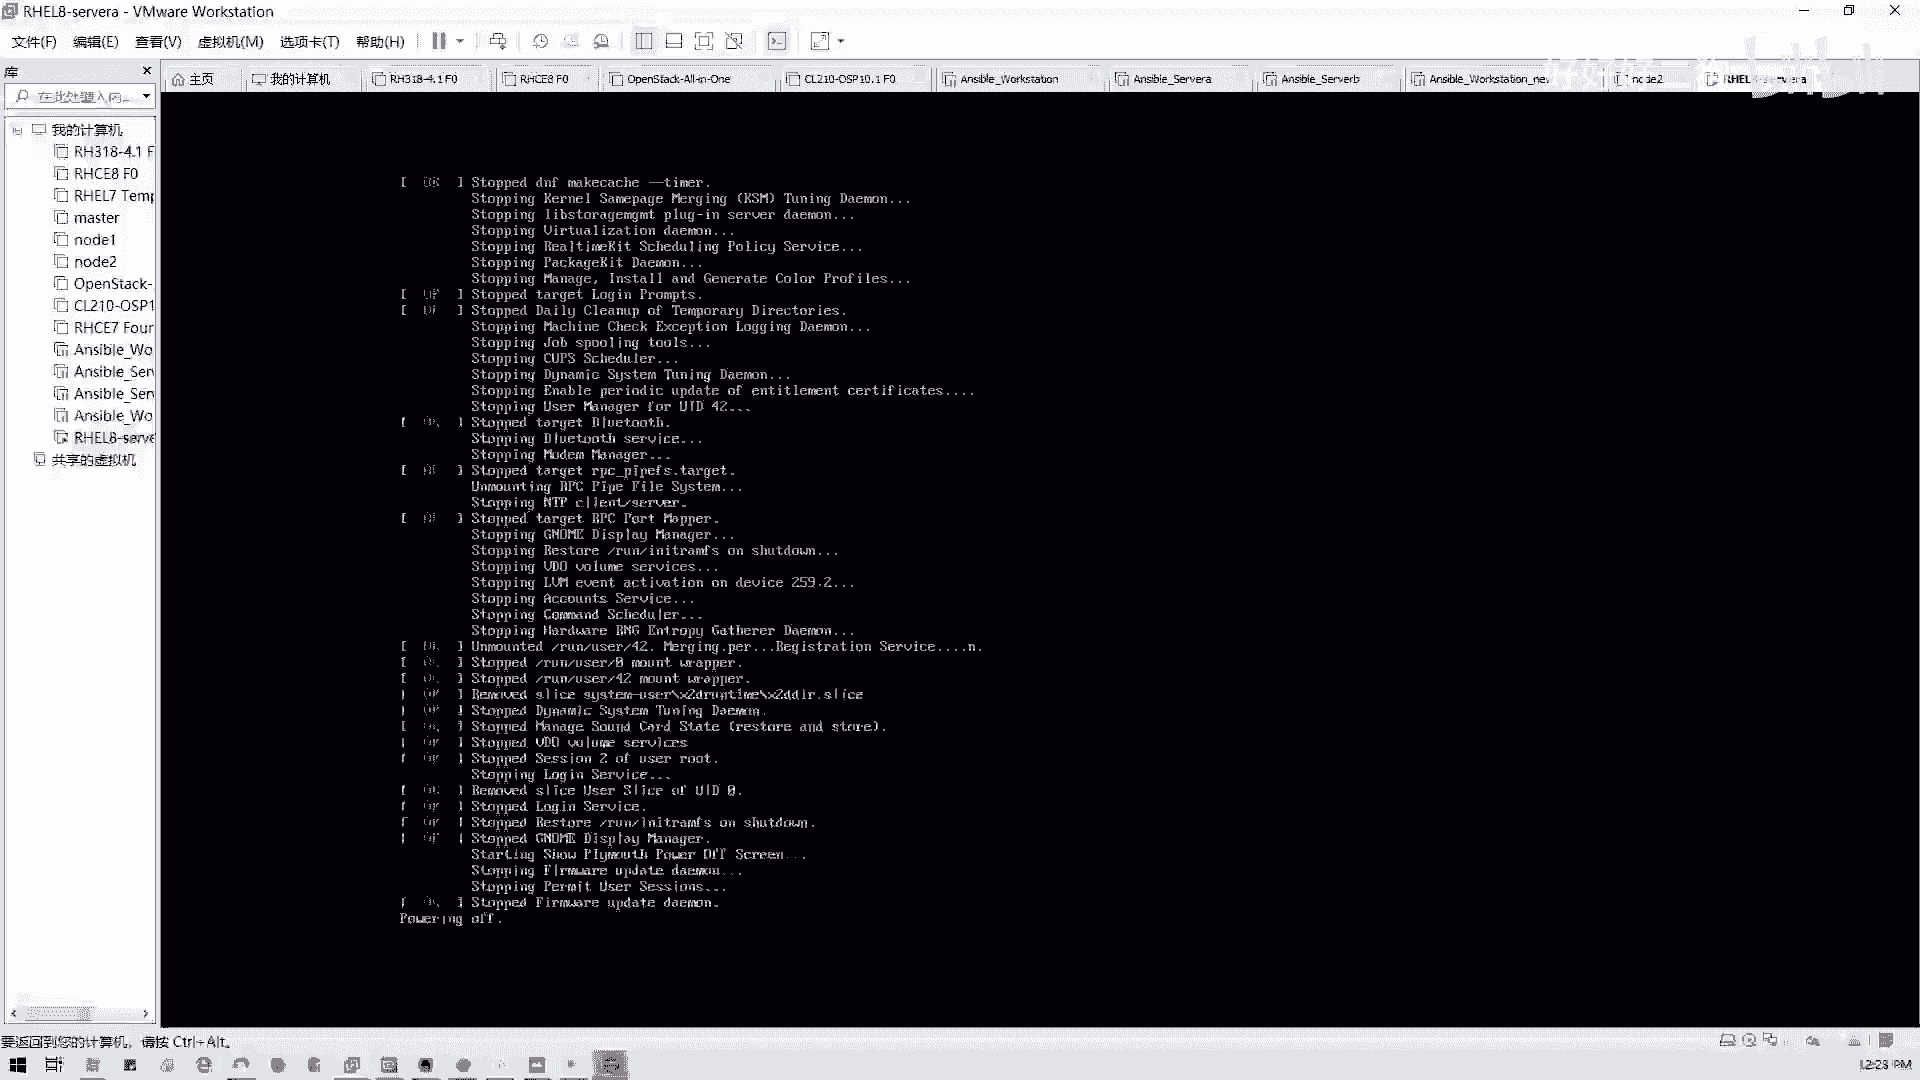 RHEL8-servera - VMware Workstation
文件(F) 编辑(E) 查看(V) 虚拟机(M) 选项卡(T) 帮助(H)
库
主页 我的计算机 RH318-4.1 F0 RHCE8 F0 OpenStack-All-in-One CL210-OSP10.1 F0 Ansible_Workstation Ansible_Servera Ansible_Serverb Ansible_Workstation_ne node2
在此处键入内...
我的计算机
RH318-4.1 F
RHCE8 F0
RHEL7 Temp
master
node1
node2
OpenStack-
CL210-OSP1
RHCE7 Four
Ansible_Wo
Ansible_Ser
Ansible_Ser
Ansible_Wo
RHEL8-serve
共享的虚拟机
[ OK ] Stopped dnf makecache --timer.
Stopping Kernel Samepage Merging (KSM) Tuning Daemon...
Stopping libstoragemgmt plug-in server daemon...
Stopping Virtualization daemon...
Stopping RealtimeKit Scheduling Policy Service...
Stopping PackageKit Daemon...
Stopping Manage, Install and Generate Color Profiles...
[ OK ] Stopped target Login Prompts.
[ OK ] Stopped Daily Cleanup of Temporary Directories.
Stopping Machine Check Exception Logging Daemon...
Stopping Job spooling tools...
Stopping CUPS Scheduler...
Stopping Dynamic System Tuning Daemon...
Stopping Enable periodic update of entitlement certificates....
Stopping User Manager for UID 42...
[ OK ] Stopped target Bluetooth.
Stopping Bluetooth service...
Stopping Modem Manager...
[ OK ] Stopped target rpc_pipefs.target.
Unmounting RPC Pipe File System...
Stopping NTP client/server.
[ OK ] Stopped target RPC Port Mapper.
Stopping GNOME Display Manager...
Stopping Restore /run/initramfs on shutdown...
Stopping VDO volume services...
Stopping LVM event activation on device 259:2...
Stopping Accounts Service...
Stopping Command Scheduler...
Stopping Hardware RNG Entropy Gatherer Daemon...
[ OK ] Unmounted /run/user/42. Merging.per...Registration Service....n.
[ OK ] Stopped /run/user/0 mount wrapper.
[ OK ] Stopped /run/user/42 mount wrapper.
[ OK ] Removed slice system-user\x2druntime\x2ddir.slice
[ OK ] Stopped Dynamic System Tuning Daemon.
[ OK ] Stopped Manage Sound Card State (restore and store).
[ OK ] Stopped VDO volume services
[ OK ] Stopped Session 2 of user root.
Stopping Login Service...
[ OK ] Removed slice User Slice of UID 0.
[ OK ] Stopped Login Service.
[ OK ] Stopped Restore /run/initramfs on shutdown.
[ OK ] Stopped GNOME Display Manager.
Starting Show Plymouth Power Off Screen...
Stopping Firmware update daemon...
Stopping Permit User Sessions...
[ OK ] Stopped Firmware update daemon.
Powering off.
要返回到您的计算机，请按 Ctrl+Alt。
12:23 PM